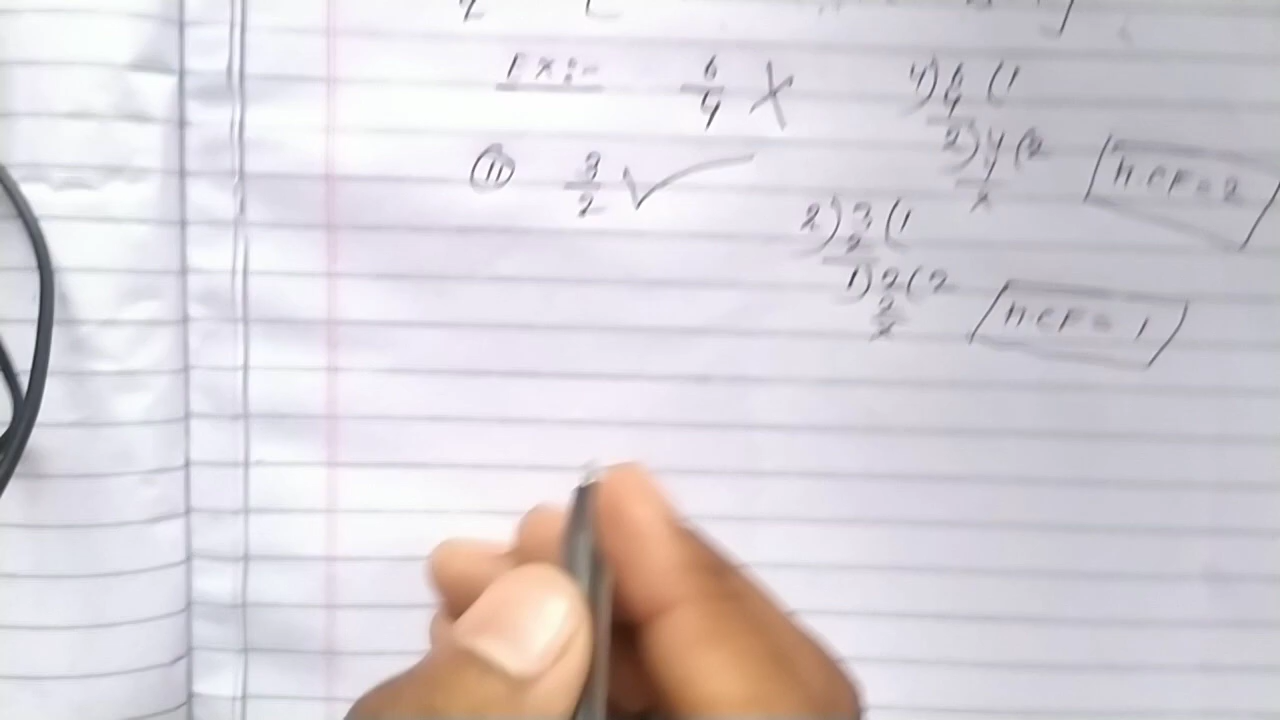 Ex:- 6/4 X
4) 6 (1
4
2) 4 (2
4
x
HCF = 2
(ii) 3/2 ✓
2) 3 (1
2
1) 2 (2
2
x
HCF = 1